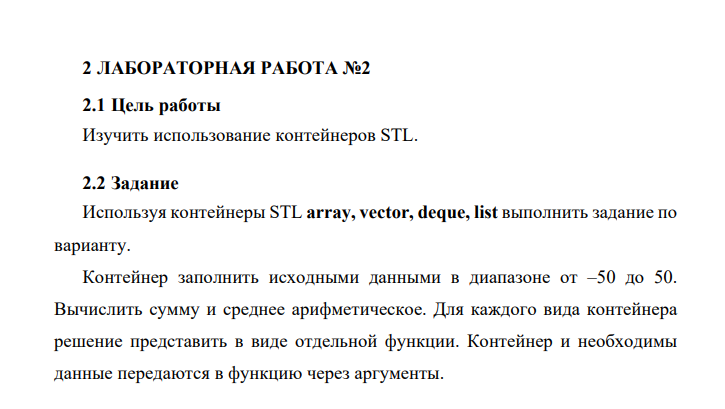 2 ЛАБОРАТОРНАЯ РАБОТА №2
2.1 Цель работы
Изучить использование контейнеров STL.
2.2 Задание
Используя контейнеры STL array, vector, deque, list выполнить задание по
варианту.
Контейнер заполнить исходными данными в диапазоне от –50 до 50.
Вычислить сумму и среднее арифметическое. Для каждого вида контейнера
решение представить в виде отдельной функции. Контейнер и необходимы
данные передаются в функцию через аргументы.